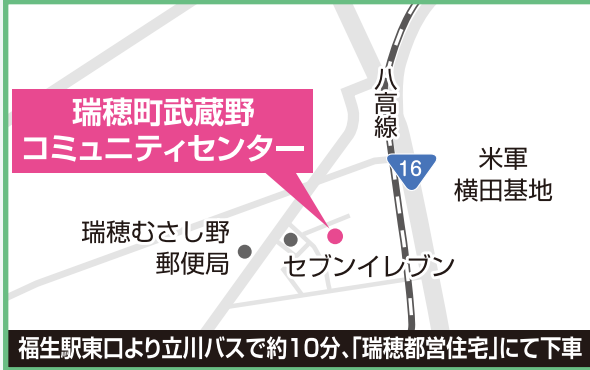 八高線
瑞穂町武蔵野
コミュニティセンター
16
米軍
横田基地
瑞穂むさし野
郵便局
セブンイレブン
福生駅東口より立川バスで約10分、「瑞穂都営住宅」にて下車